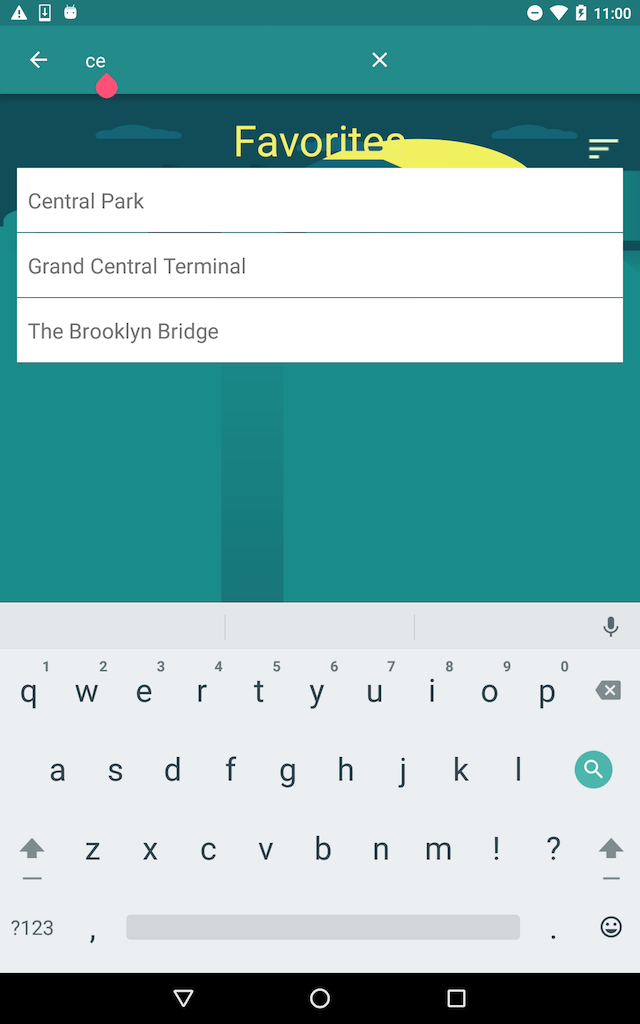 11:00
ce
Favorites
Central Park
Grand Central Terminal
The Brooklyn Bridge
1 2 3 4 5 6 7 8 9 0
q w e r t y u i o p
a s d f g h j k l
z x c v b n m ! ?
?123 , .